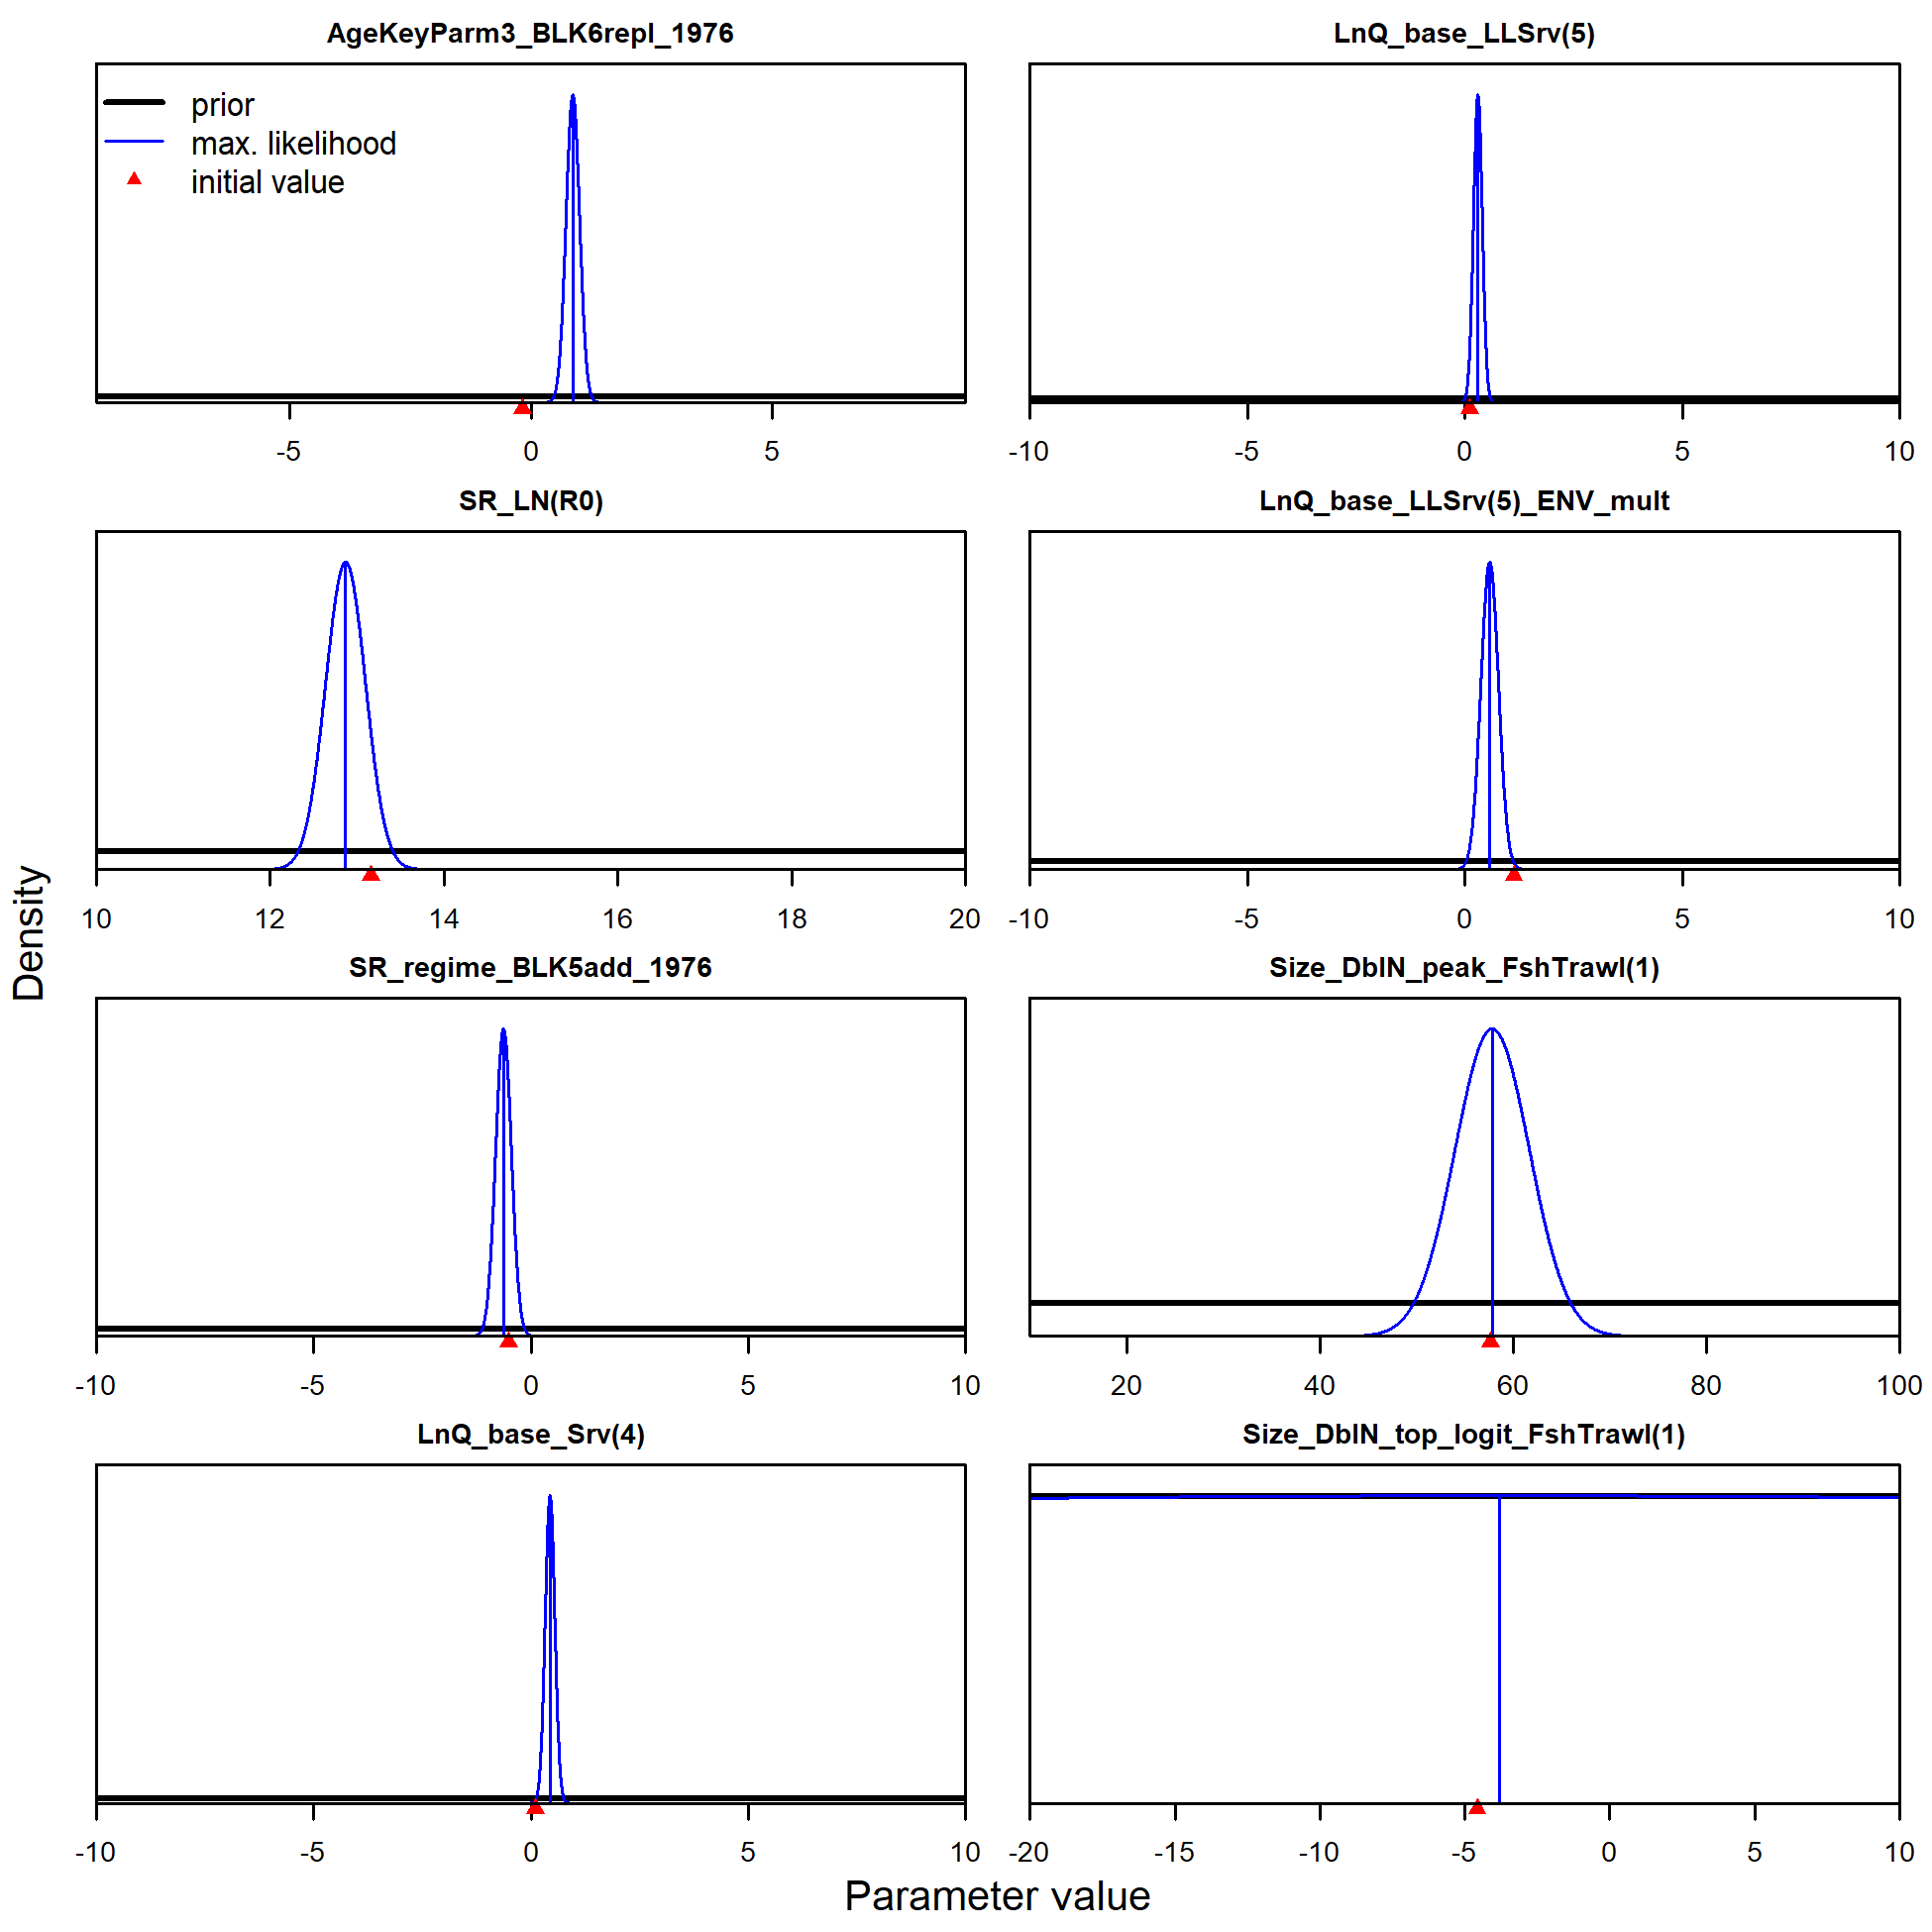 AgeKeyParm3_BLK6repl_1976
prior
max. likelihood
initial value
-5 0 5
LnQ_base_LLSrv(5)
-10 -5 0 5 10
SR_LN(R0)
10 12 14 16 18 20
LnQ_base_LLSrv(5)_ENV_mult
-10 -5 0 5 10
SR_regime_BLK5add_1976
-10 -5 0 5 10
Size_DblN_peak_FshTrawl(1)
20 40 60 80 100
LnQ_base_Srv(4)
-10 -5 0 5 10
Size_DblN_top_logit_FshTrawl(1)
-20 -15 -10 -5 0 5 10
Density
Parameter value